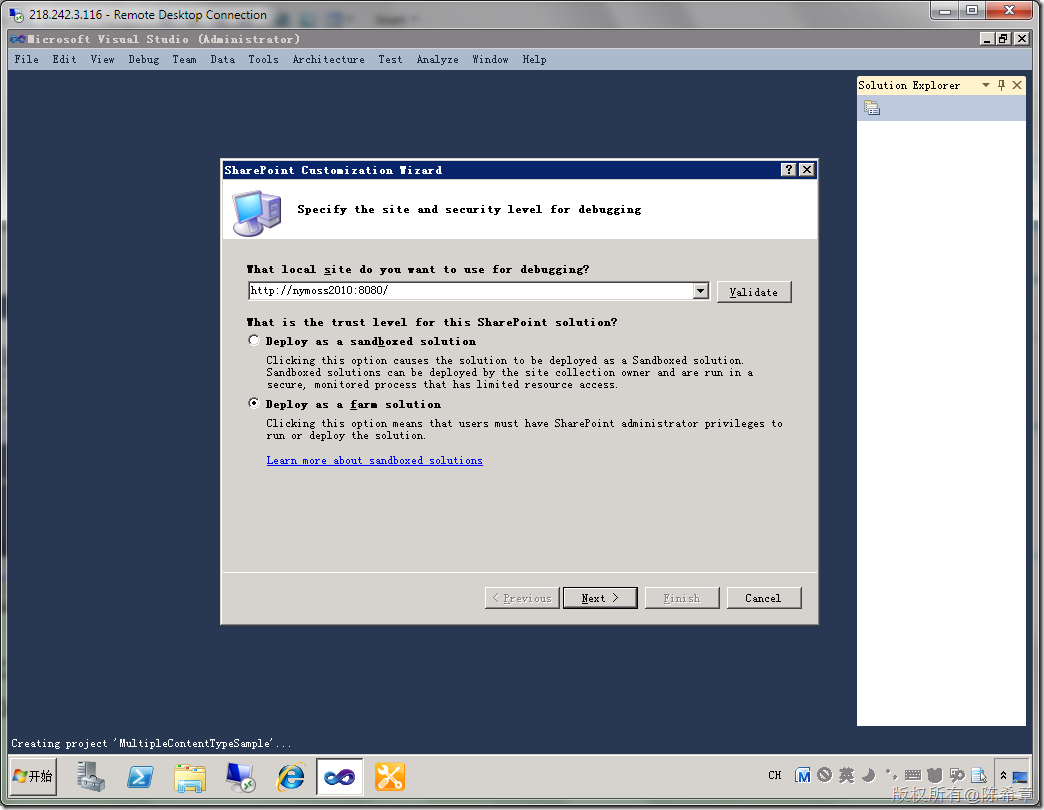 218.242.3.116 - Remote Desktop Connection
Microsoft Visual Studio (Administrator)
File Edit View Debug Team Data Tools Architecture Test Analyze Window Help
Solution Explorer
SharePoint Customization Wizard
Specify the site and security level for debugging
What local site do you want to use for debugging?
http://nymoss2010:8080/
Validate
What is the trust level for this SharePoint solution?
Deploy as a sandboxed solution
Clicking this option causes the solution to be deployed as a Sandboxed solution.
Sandboxed solutions can be deployed by the site collection owner and are run in a
secure, monitored process that has limited resource access.
Deploy as a farm solution
Clicking this option means that users must have SharePoint administrator privileges to
run or deploy the solution.
Learn more about sandboxed solutions
< Previous Next > Finish Cancel
Creating project 'MultipleContentTypeSample'...
开始
CH M 英
版权所有@陈希章